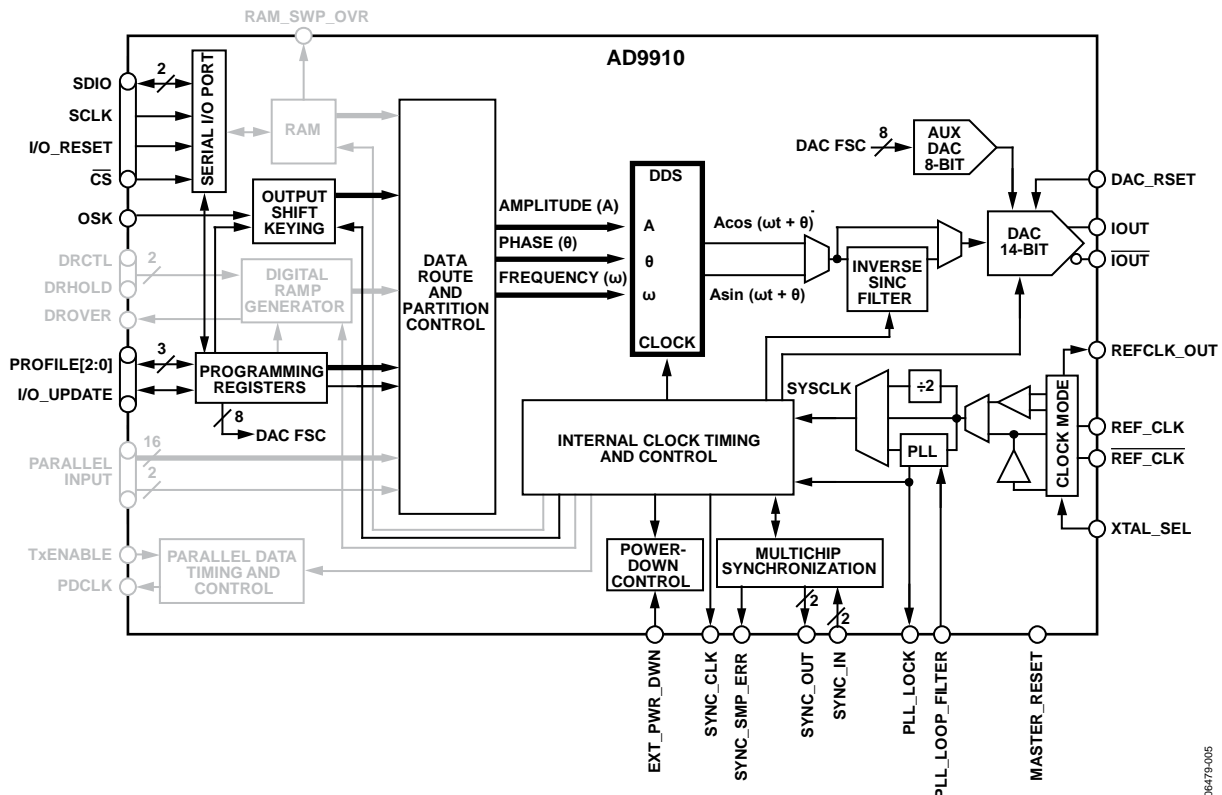 RAM_SWP_OVR
AD9910
SDIO
2
SCLK
I/O_RESET
CS
SERIAL I/O PORT
RAM
OSK
OUTPUT
SHIFT
KEYING
DRCTL
2
DRHOLD
DROVER
DIGITAL
RAMP
GENERATOR
PROFILE[2:0]
3
I/O_UPDATE
PROGRAMMING
REGISTERS
8
DAC FSC
PARALLEL
INPUT
16
2
TxENABLE
PDCLK
PARALLEL DATA
TIMING AND
CONTROL
DATA
ROUTE
AND
PARTITION
CONTROL
AMPLITUDE (A)
PHASE (θ)
FREQUENCY (ω)
DDS
A
θ
ω
CLOCK
Acos (ωt + θ)
Asin (ωt + θ)
INVERSE
SINC
FILTER
DAC FSC
8
AUX
DAC
8-BIT
DAC
14-BIT
DAC_RSET
IOUT
IOUT
REFCLK_OUT
REF_CLK
REF_CLK
XTAL_SEL
CLOCK MODE
SYSCLK
÷2
PLL
INTERNAL CLOCK TIMING
AND CONTROL
POWER-
DOWN
CONTROL
MULTICHIP
SYNCHRONIZATION
2
2
EXT_PWR_DWN
SYNC_CLK
SYNC_SMP_ERR
SYNC_OUT
SYNC_IN
PLL_LOCK
PLL_LOOP_FILTER
MASTER_RESET
06479-005